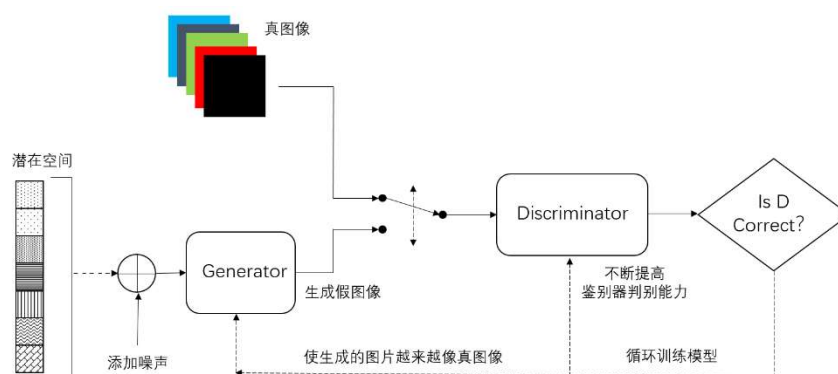 真图像
潜在空间
Generator
生成假图像
添加噪声
Discriminator
Is D
Correct?
不断提高
鉴别器判别能力
使生成的图片越来越像真图像
循环训练模型